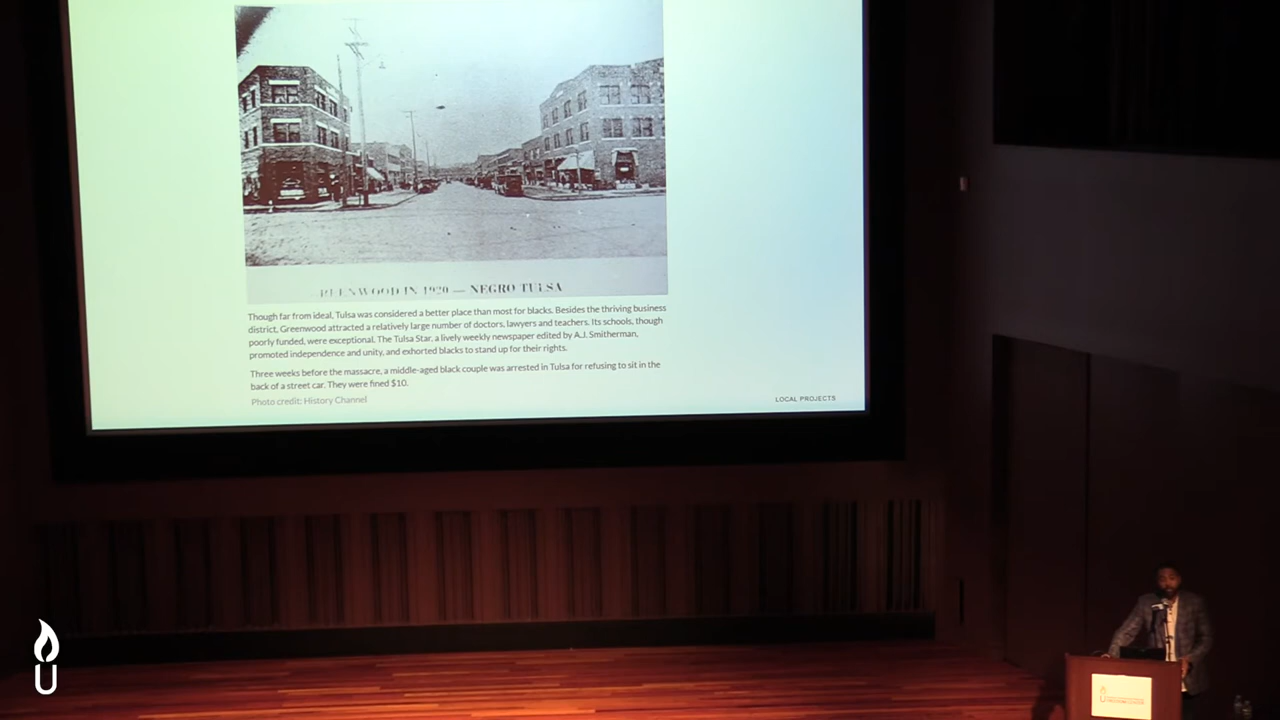 REENWOOD IN 1920 — NEGRO TULSA
Though far from ideal, Tulsa was considered a better place than most for blacks. Besides the thriving business
district, Greenwood attracted a relatively large number of doctors, lawyers and teachers. Its schools, though
poorly funded, were exceptional. The Tulsa Star, a lively weekly newspaper edited by A.J. Smitherman,
promoted independence and unity, and exhorted blacks to stand up for their rights.
Three weeks before the massacre, a middle-aged black couple was arrested in Tulsa for refusing to sit in the
back of a street car. They were fined $10.
Photo credit: History Channel
LOCAL PROJECTS
U